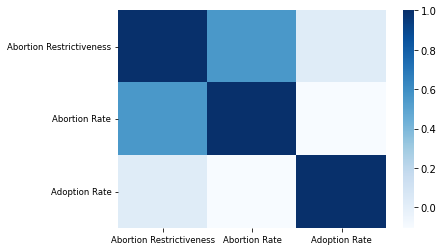 Abortion Restrictiveness
Abortion Rate
Adoption Rate
Abortion Restrictiveness Abortion Rate Adoption Rate
1.0
0.8
0.6
0.4
0.2
0.0